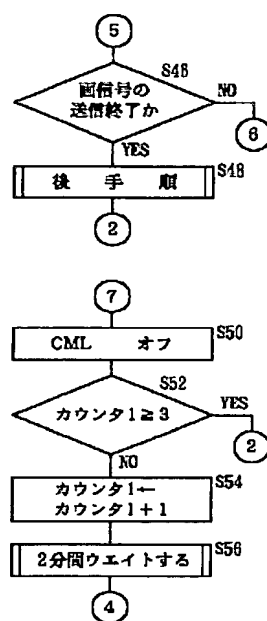 5
S46
画信号の
送信終了か
NO
6
YES
S48
後 手 順
2
7
S50
CML オフ
S52
カウンタ1≧3
YES
2
NO
S54
カウンタ1←
カウンタ1+1
S56
2分間ウエイトする
4